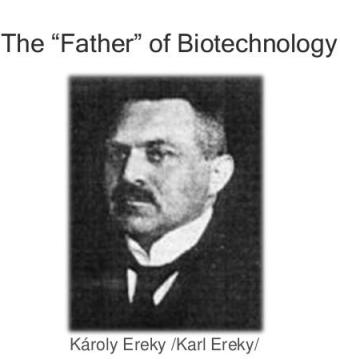 The “Father” of Biotechnology
Károly Ereky /Karl Ereky/